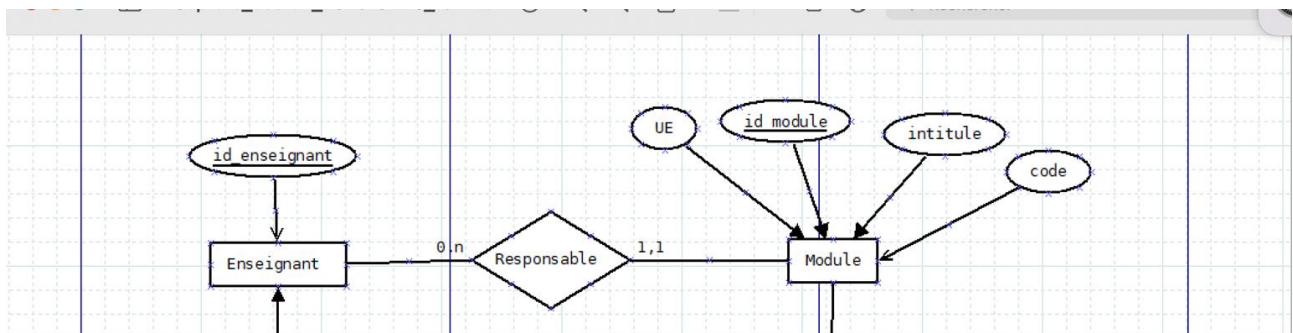 UE
id_module
intitule
code
id_enseignant
0.n
1,1
Enseignant
Responsable
Module